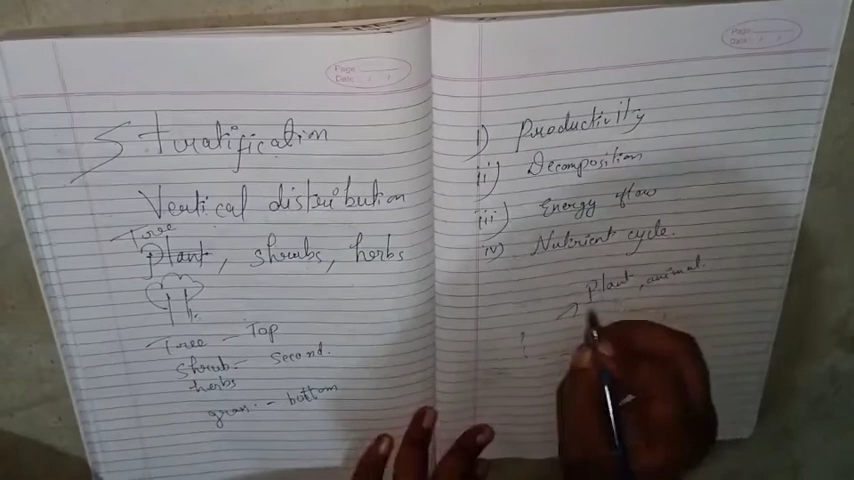 Page
Date: / /
Stratification
Vertical distribution
Tree
Plant, shrubs, herbs
Tree - Top
Shrub - second.
herbs
gras. - bottom
Page
Date: / /
i) Productivity
ii) Decomposition
iii) Energy flow
iv) Nutrient cycle.
Plant, animal.